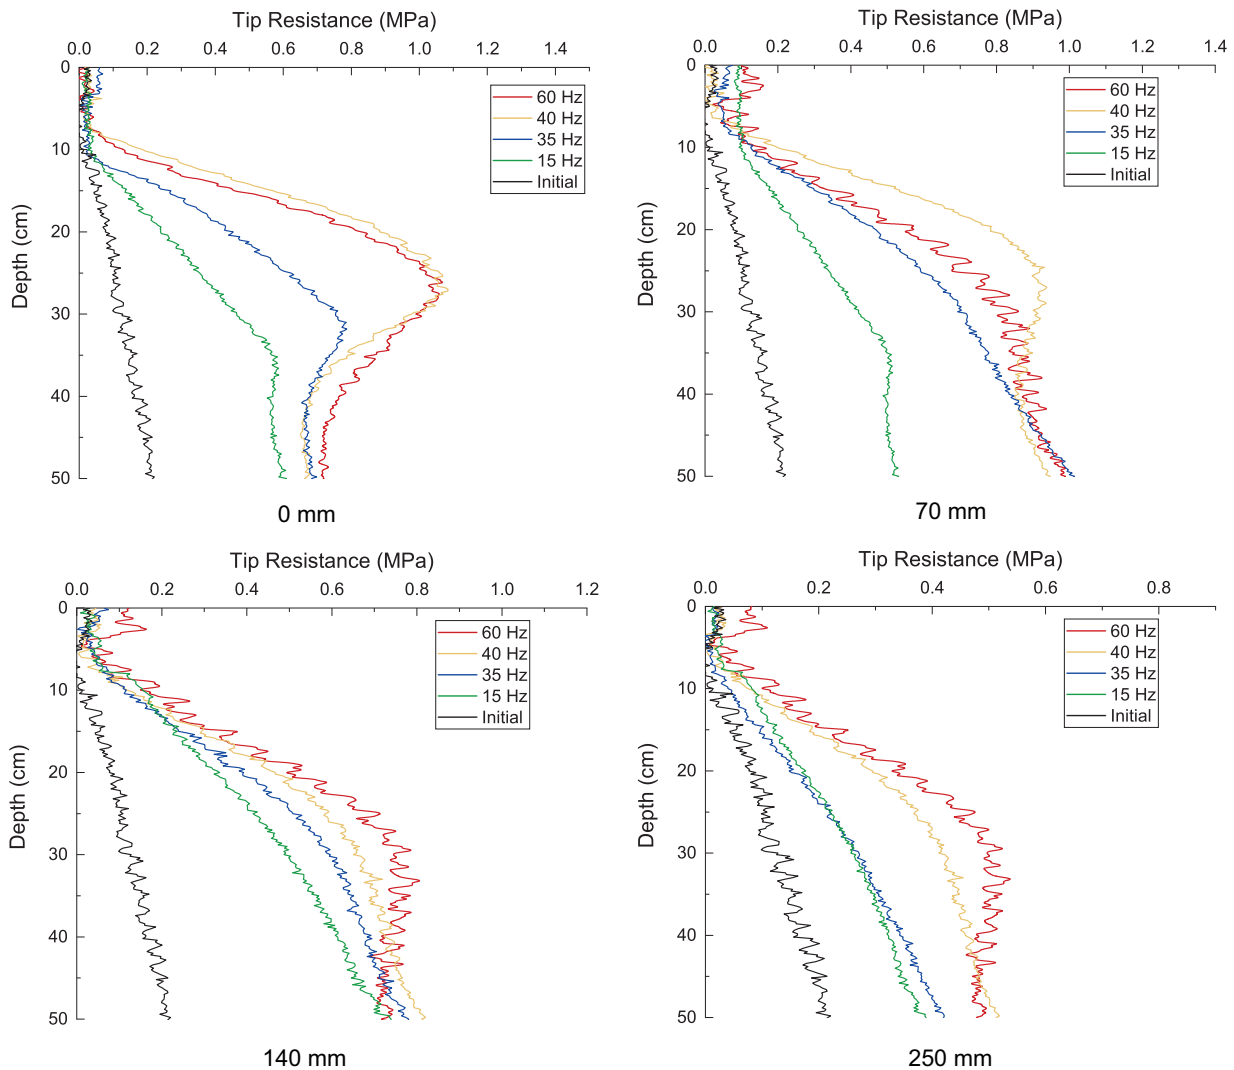 Tip Resistance (MPa)
0.0 0.2 0.4 0.6 0.8 1.0 1.2 1.4
0
10
20
30
40
50
Depth (cm)
60 Hz
40 Hz
35 Hz
15 Hz
Initial
0 mm
Tip Resistance (MPa)
0.0 0.2 0.4 0.6 0.8 1.0 1.2 1.4
0
10
20
30
40
50
Depth (cm)
60 Hz
40 Hz
35 Hz
15 Hz
Initial
70 mm
Tip Resistance (MPa)
0.0 0.2 0.4 0.6 0.8 1.0 1.2
0
10
20
30
40
50
Depth (cm)
60 Hz
40 Hz
35 Hz
15 Hz
Initial
140 mm
Tip Resistance (MPa)
0.0 0.2 0.4 0.6 0.8
0
10
20
30
40
50
Depth (cm)
60 Hz
40 Hz
35 Hz
15 Hz
Initial
250 mm